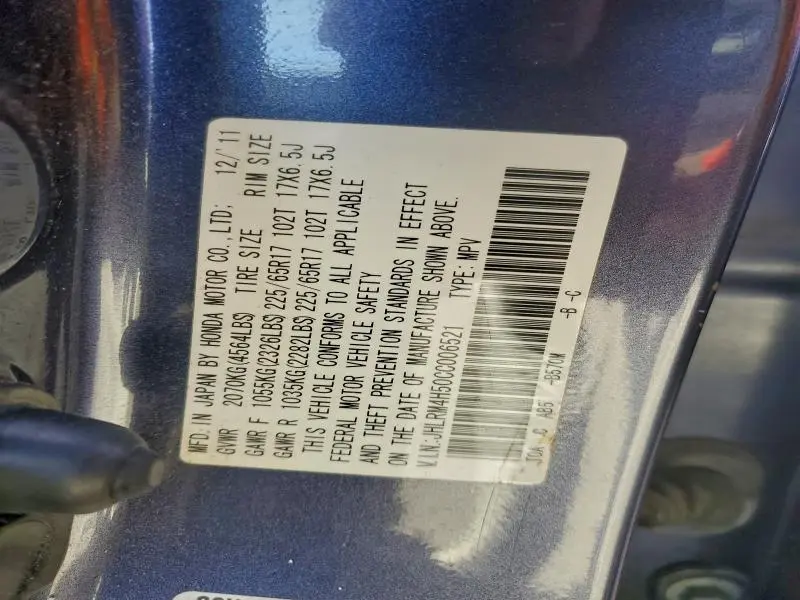 MFD. IN JAPAN BY HONDA MOTOR CO., LTD; 12/'11
GVWR 2070KG(4564LBS) TIRE SIZE RIM SIZE
GAWR F 1055KG(2326LBS)225/65R17 102T 17X6.5J
GAWR R 1035KG(2282LBS)225/65R17 102T 17X6.5J
THIS VEHICLE CONFORMS TO ALL APPLICABLE
FEDERAL MOTOR VEHICLE SAFETY
AND THEFT PREVENTION STANDARDS IN EFFECT
ON THE DATE OF MANUFACTURE SHOWN ABOVE.
V.I.N.:JHLRM4H50CC006521 TYPE: MPV
-C AB5 -B570M -B -C